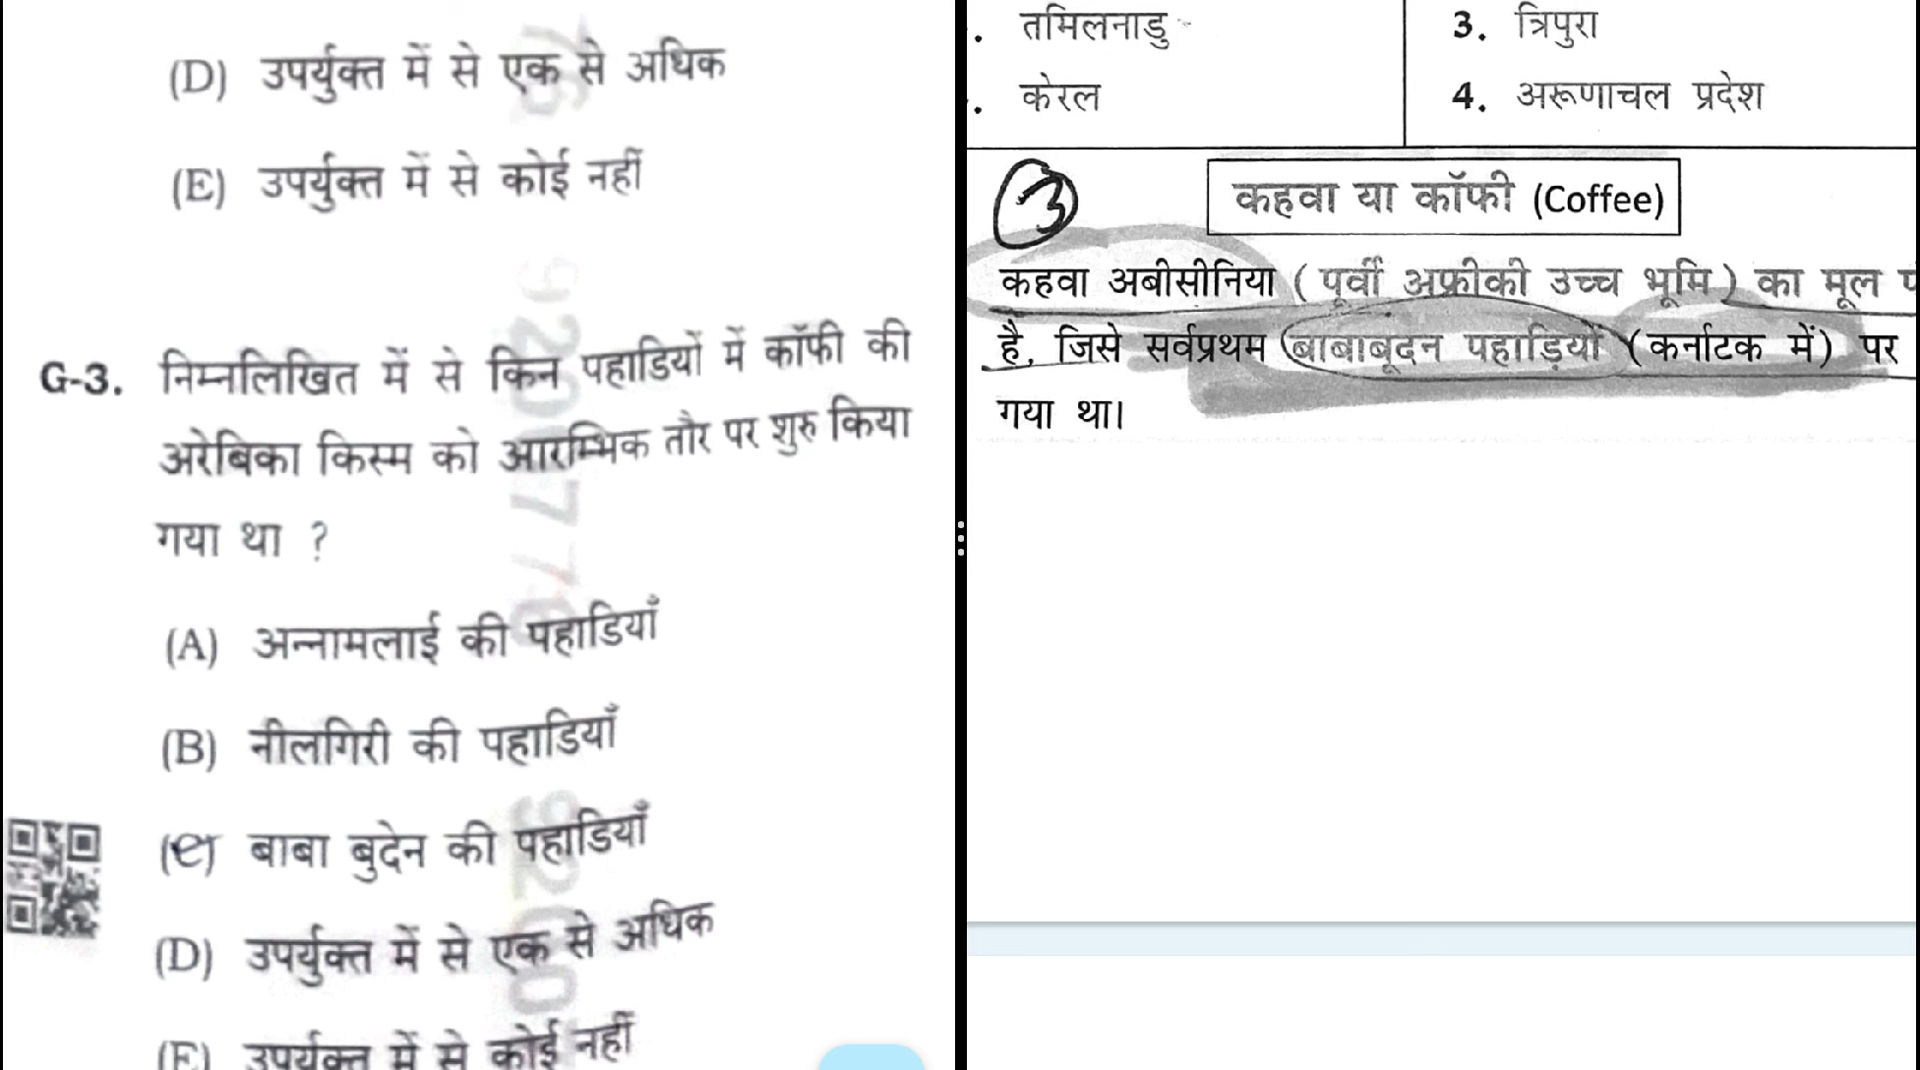 (D) उपर्युक्त में से एक से अधिक
(E) उपर्युक्त में से कोई नहीं
G-3. निम्नलिखित में से किन पहाडियों में कॉफी की
अरेबिका किस्म को आरम्भिक तौर पर शुरु किया
गया था ?
(A) अन्नामलाई की पहाडियाँ
(B) नीलगिरी की पहाडियाँ
(C) बाबा बुदेन की पहाडियाँ
(D) उपर्युक्त में से एक से अधिक
(E) उपर्युक्त में से कोई नहीं
. तमिलनाडु
3. त्रिपुरा
. केरल
4. अरूणाचल प्रदेश
3
कहवा या कॉफी (Coffee)
कहवा अबीसीनिया ( पूर्वी अफ्रीकी उच्च भूमि ) का मूल
है, जिसे सर्वप्रथम बाबाबूदन पहाड़ियों (कर्नाटक में) पर
गया था।